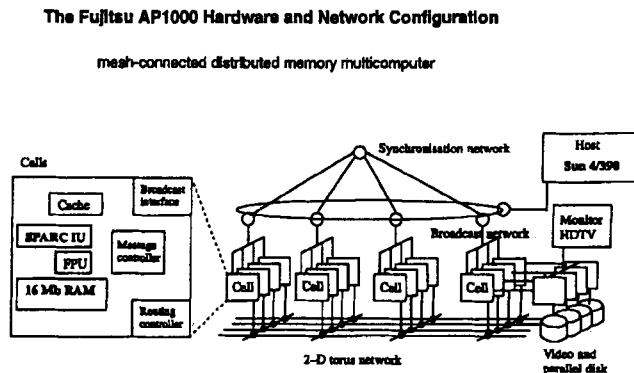 The Fujitsu AP1000 Hardware and Network Configuration
mesh-connected distributed memory multicomputer
Synchronisation network
Host
Sun 4/390
Cells
Broadcast
interface
Cache
SPARC IU
Message
controller
FPU
16 Mb RAM
Routing
controller
Broadcast network
Monitor
HDTV
Cell
Cell
Cell
Cell
2-D torus network
Video and
parallel disk